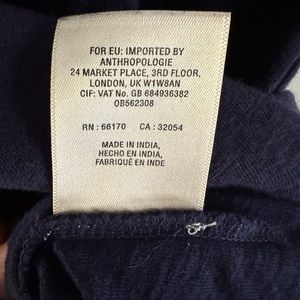 FOR EU: IMPORTED BY
ANTHROPOLOGIE
24 MARKET PLACE, 3RD FLOOR,
LONDON, UK W1W8AN
CIF: VAT No. GB 684936382
OB562308
RN : 66170 CA : 32054
MADE IN INDIA,
HECHO EN INDIA,
FABRIQUÉ EN INDE